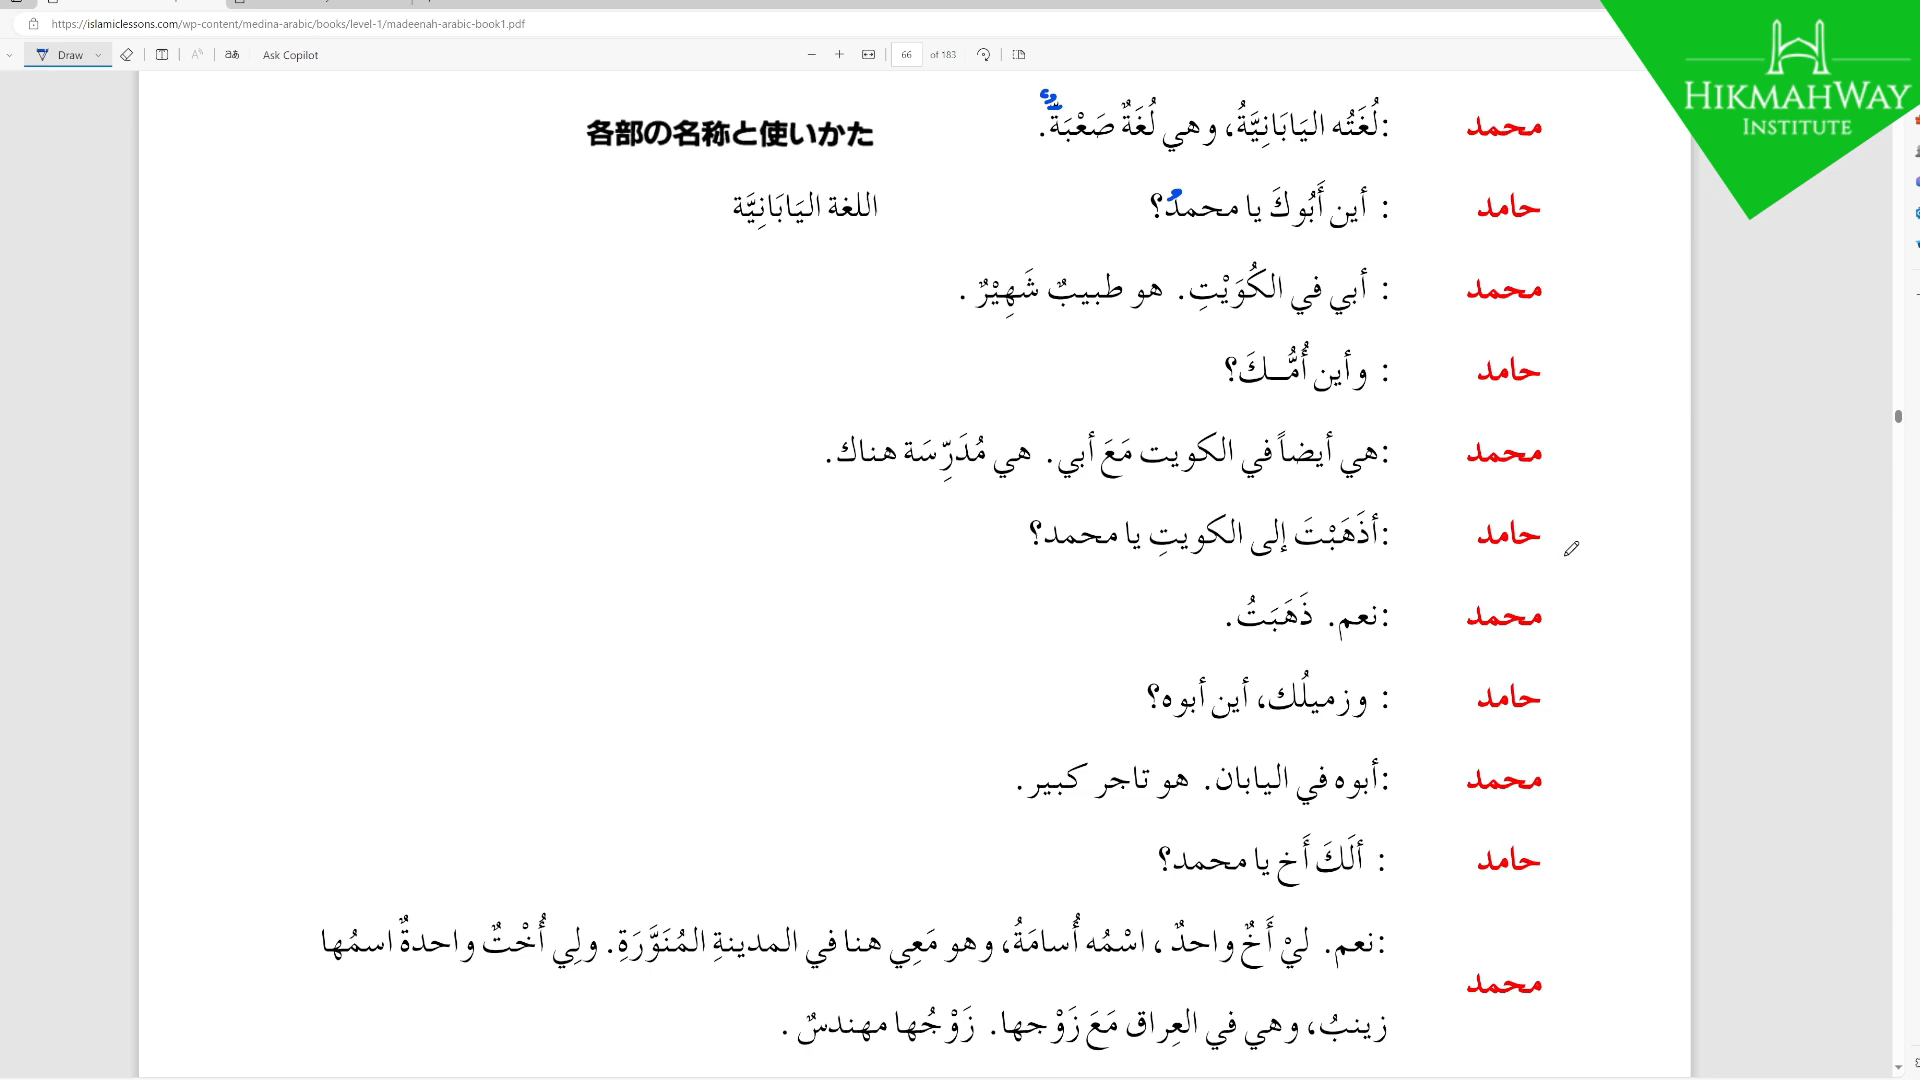 https://islamiclessons.com/wp-content/medina-arabic/books/level-1/madeenah-arabic-book1.pdf
Draw
Ask Copilot
66 of 183
HIKMAHWAY
INSTITUTE
محمد :لُغَتُه اليَابَانِيَّةُ، وهي لُغَةٌ صَعْبَةٌ.
各部の名称と使いかた
حامد : أين أَبُوكَ يا محمدُ؟
اللغة اليَابَانِيَّة
محمد : أبي في الكُوَيْتِ. هو طبيبٌ شَهِيْرٌ .
حامد : وأين أُمُّـــكَ؟
محمد :هي أيضاً في الكويت مَعَ أبي. هي مُدَرِّسَة هناك.
حامد :أذَهَبْتَ إلى الكويتِ يا محمد؟
محمد :نعم. ذَهَبَتُ.
حامد : وزميلُك، أين أبوه؟
محمد :أبوه في اليابان. هو تاجر كبير.
حامد : ألَكَ أَخ يا محمد؟
محمد :نعم. ليْ أَخٌ واحدٌ ، اسْمُه أُسامَةُ، وهو مَعِي هنا في المدينةِ المُنَوَّرَةِ. ولِي أُخْتٌ واحدةٌ اسمُها
زينبُ، وهي في العِراق مَعَ زَوْجها. زَوْجُها مهندسٌ .